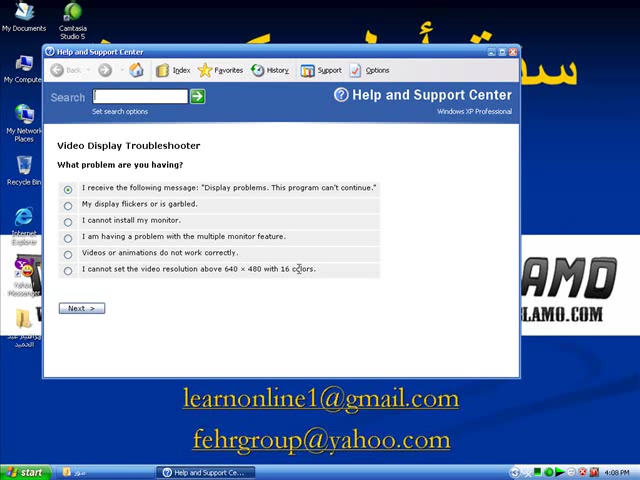 My Documents
Camtasia
Studio 5
Help and Support Center
My Compute
Back
Index
Favorites
History
Support
Options
Search
Set search options
Help and Support Center
Windows XP Professional
My Network
Places
Video Display Troubleshooter
What problem are you having?
I receive the following message: "Display problems. This program can't continue."
My display flickers or is garbled.
I cannot install my monitor.
I am having a problem with the multiple monitor feature.
Videos or animations do not work correctly.
I cannot set the video resolution above 640 × 480 with 16 colors.
Next >
Recycle Bin
Internet
Explorer
Yahoo!
Messenger
LAMO
BLAMO.COM
learnonline1@gmail.com
fehrgroup@yahoo.com
start
صور
Help and Support Ce...
4:08 PM